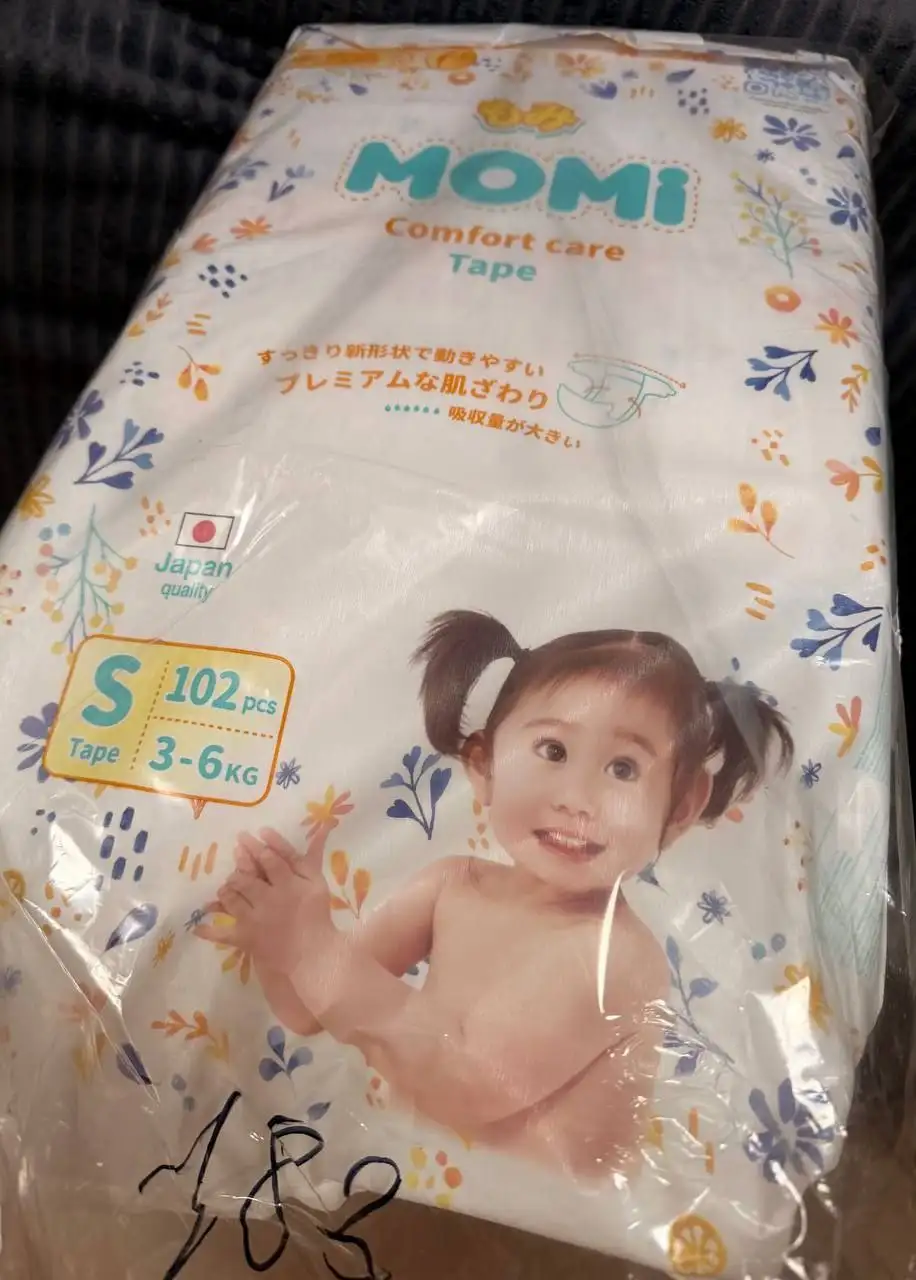 もみ
MOMi
Comfort care
Tape
すっきり新形状で動きやすい
プレミアムな肌ざわり
吸収量が大きい
Japan
quality
S
Tape
102 pcs
3-6 KG